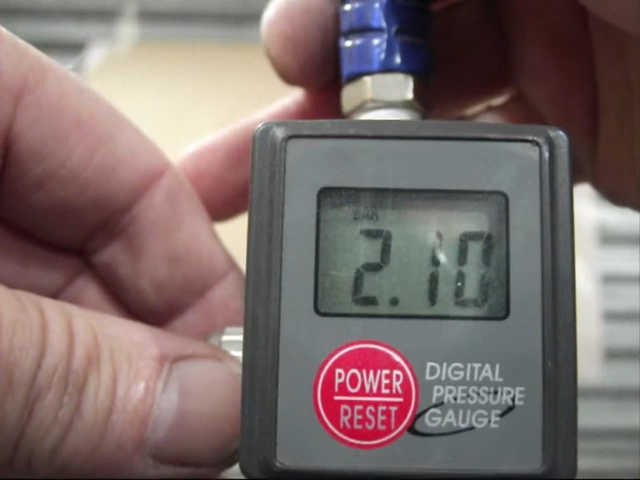 BAR
2.10
POWER
RESET
DIGITAL
PRESSURE
GAUGE